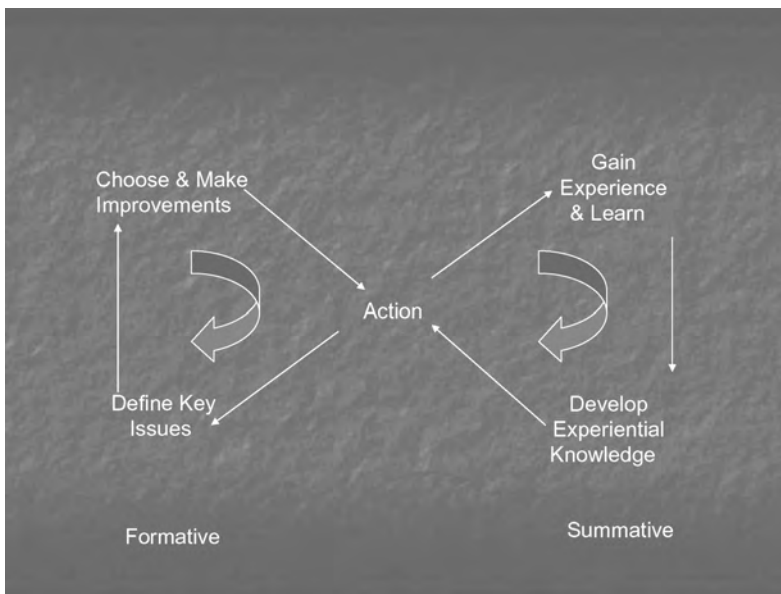 Choose & Make
Improvements
Gain
Experience
& Learn
Action
Define Key
Issues
Develop
Experiential
Knowledge
Formative
Summative